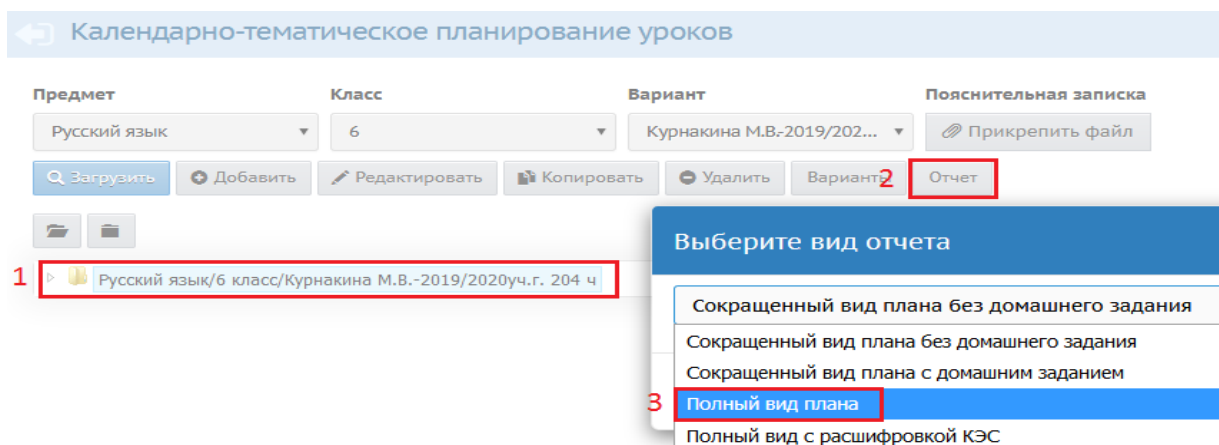 Календарно-тематическое планирование уроков
Предмет Класс Вариант Пояснительная записка
Русский язык 6 Курнакина М.В.-2019/202... Прикрепить файл
Загрузить Добавить Редактировать Копировать Удалить Варианты 2 Отчет
Выберите вид отчета
1 Русский язык/6 класс/Курнакина М.В.-2019/2020уч.г. 204 ч
Сокращенный вид плана без домашнего задания
Сокращенный вид плана без домашнего задания
Сокращенный вид плана с домашним заданием
3 Полный вид плана
Полный вид с расшифровкой КЭС